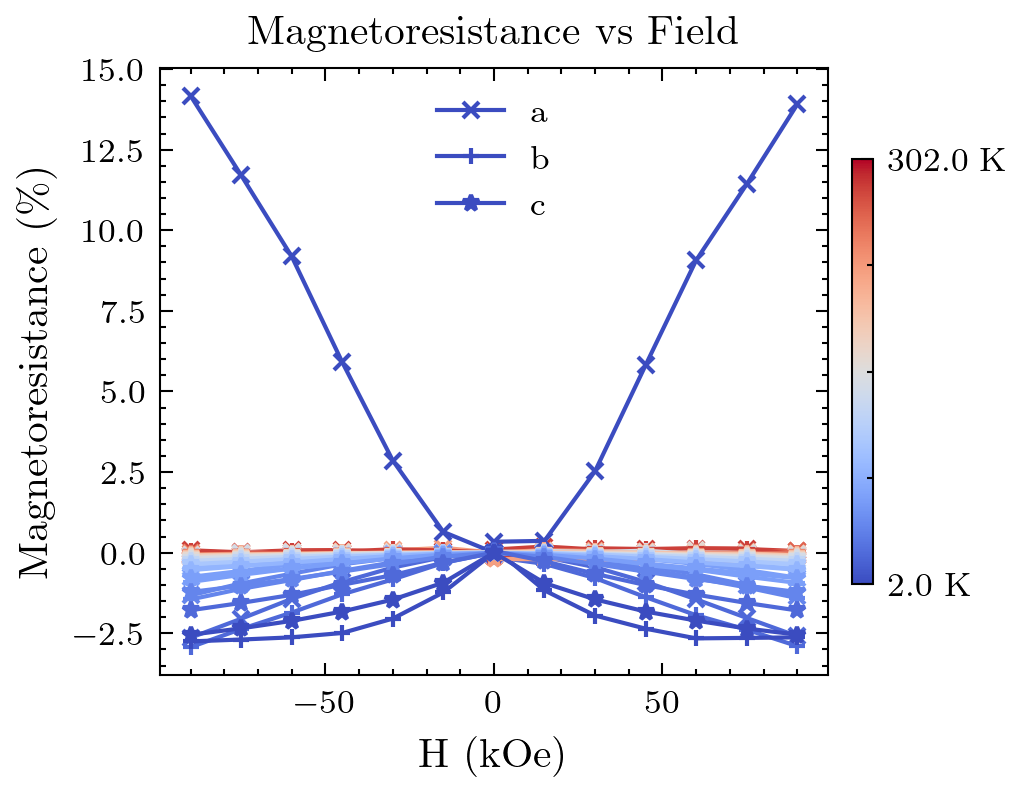 Magnetoresistance vs Field
Magnetoresistance (%)
15.0
12.5
10.0
7.5
5.0
2.5
0.0
−2.5
a
b
c
302.0 K
2.0 K
−50
0
50
H (kOe)